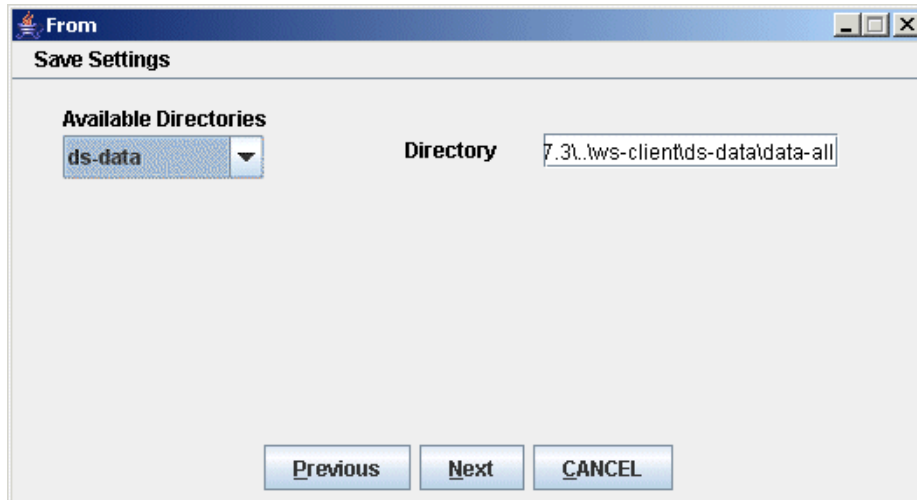 From
Save Settings
Available Directories
ds-data
Directory
7.3\..\ws-client\ds-data\data-all
Previous
Next
CANCEL